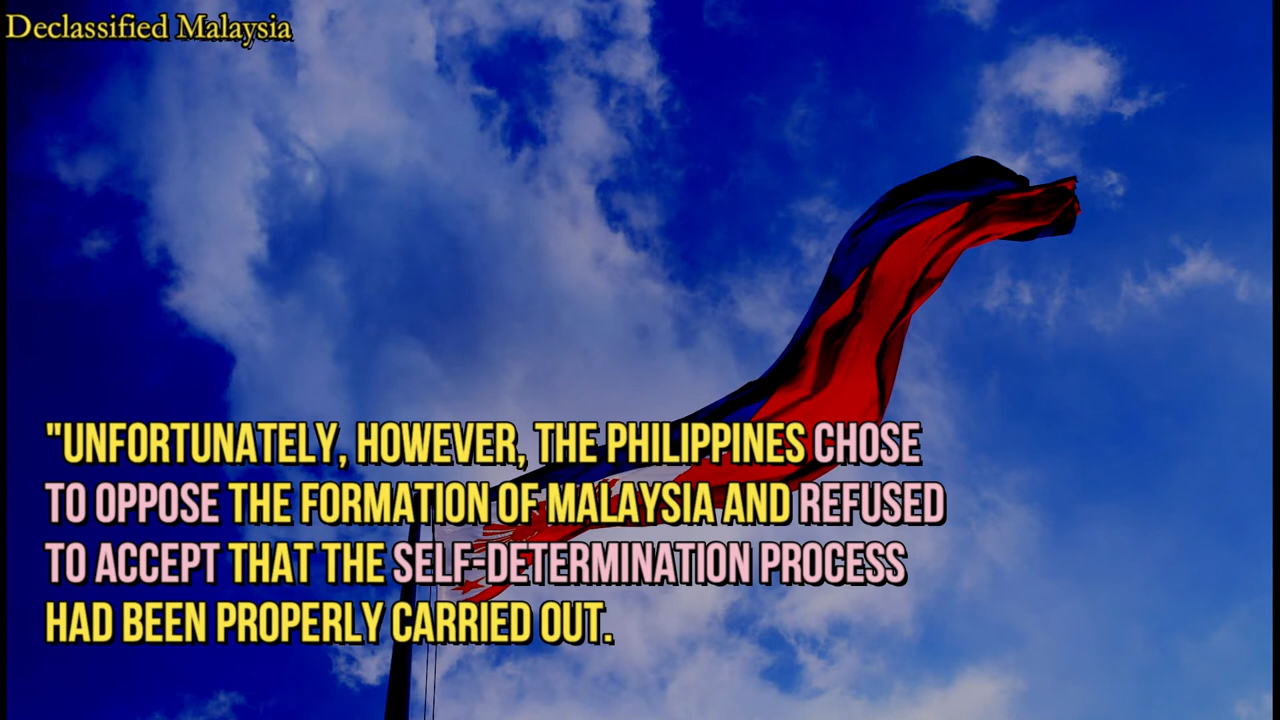 Declassified Malaysia
"UNFORTUNATELY, HOWEVER, THE PHILIPPINES CHOSE
TO OPPOSE THE FORMATION OF MALAYSIA AND REFUSED
TO ACCEPT THAT THE SELF-DETERMINATION PROCESS
HAD BEEN PROPERLY CARRIED OUT.